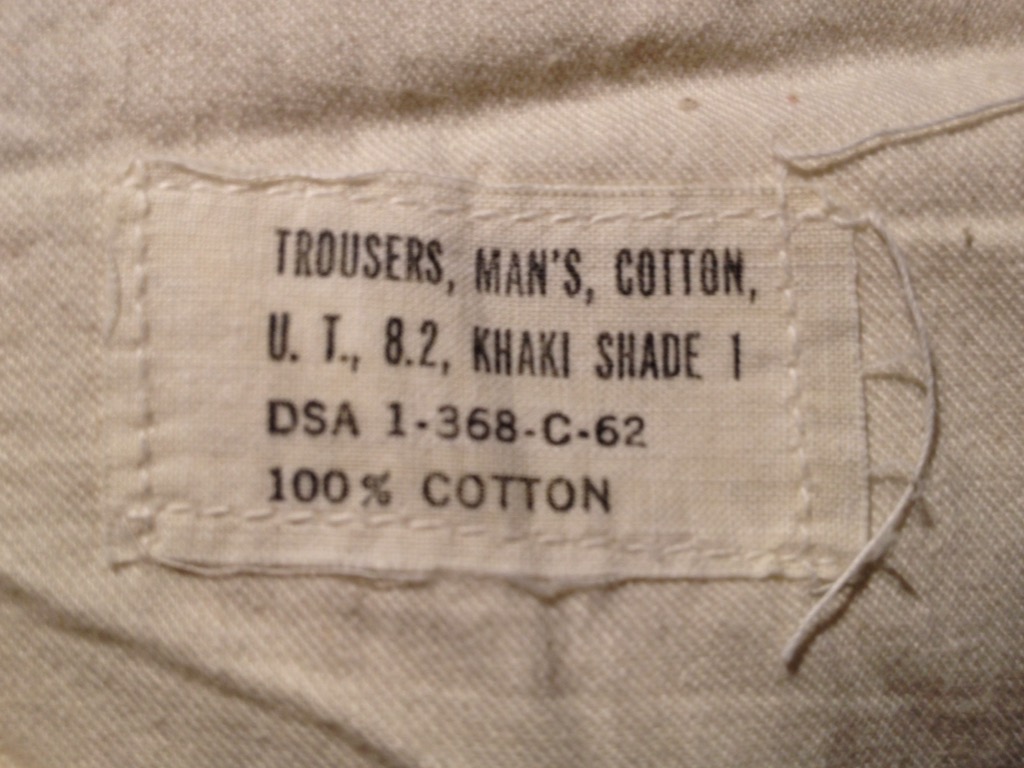 TROUSERS, MAN'S, COTTON,
U. T., 8.2, KHAKI SHADE 1
DSA 1-368-C-62
100% COTTON